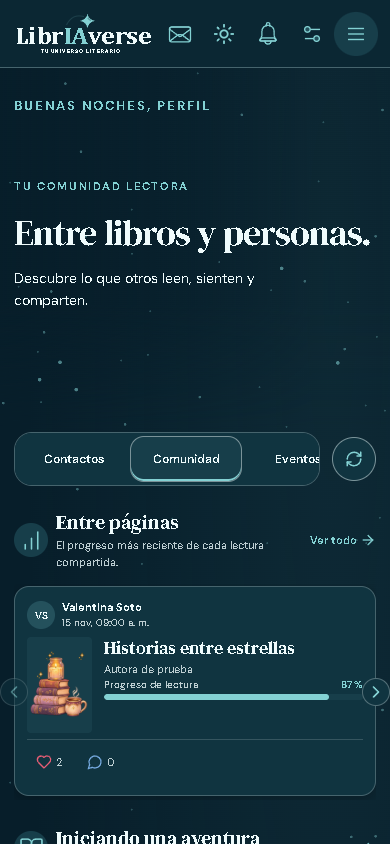 LibrIAverse
TU UNIVERSO LITERARIO
BUENAS NOCHES, PERFIL
TU COMUNIDAD LECTORA
Entre libros y personas.
Descubre lo que otros leen, sienten y
comparten.
Contactos
Comunidad
Eventos
Entre páginas
El progreso más reciente de cada lectura
compartida.
Ver todo
VS
Valentina Soto
15 nov, 09:00 a. m.
Historias entre estrellas
Autora de prueba
Progreso de lectura
87%
2
0
Iniciando una aventura